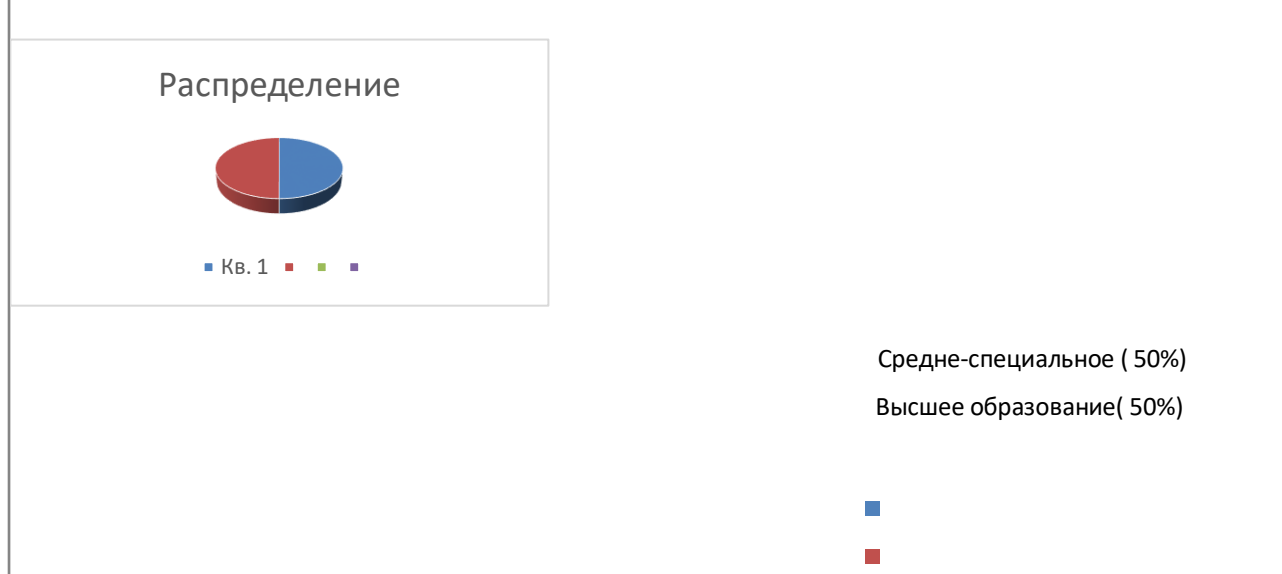 Распределение
Кв. 1
Средне-специальное ( 50%)
Высшее образование( 50%)